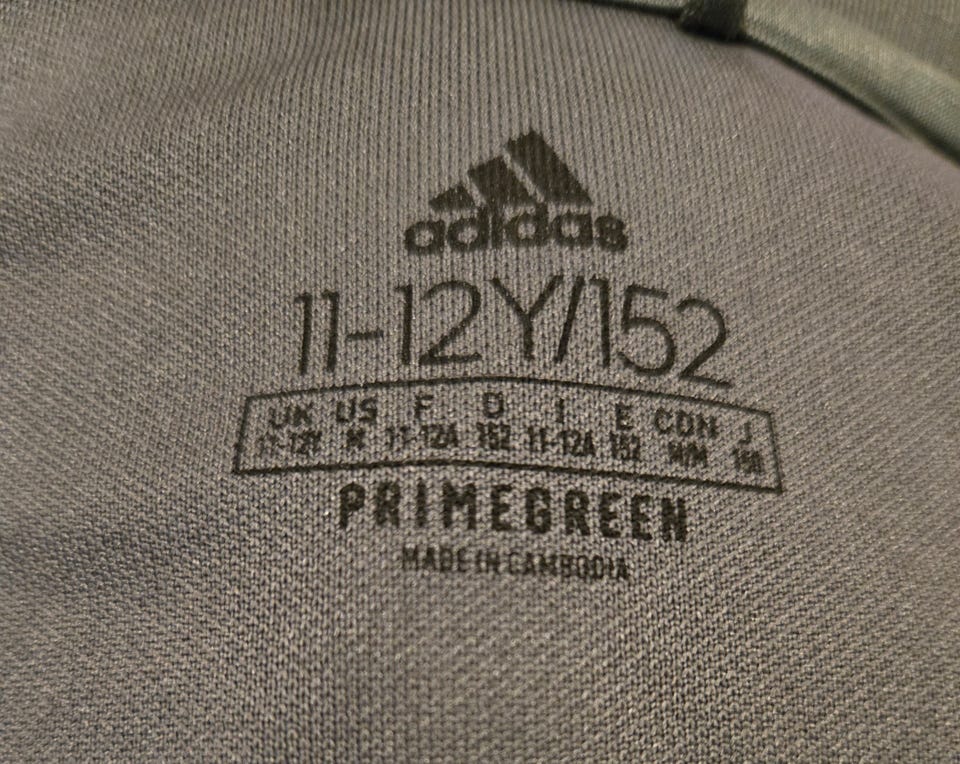 adidas
11-12Y/152
UK US F D I E CDN J
11-12Y M 11-12A 152 11-12A 152 M/M 150
PRIMEGREEN
MADE IN CAMBODIA